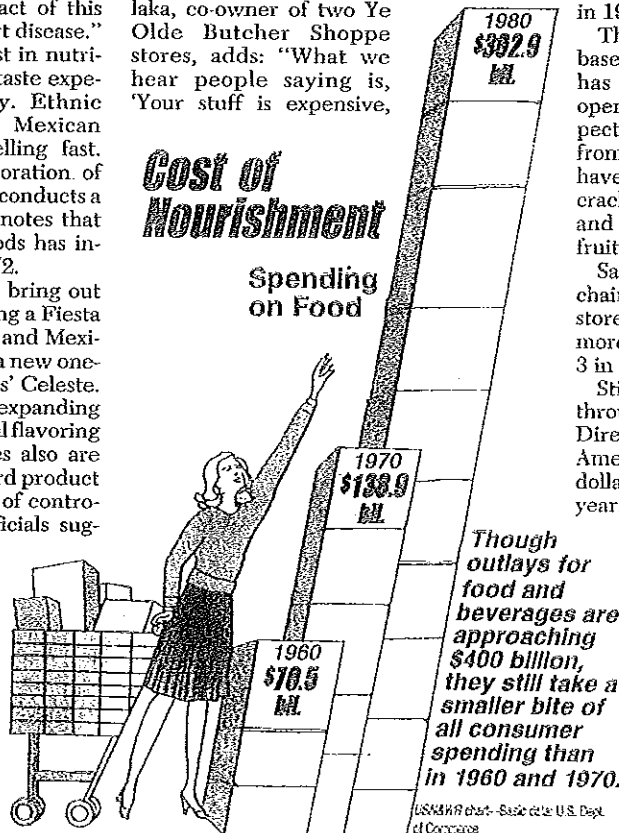 act of this
t disease."
st in nutri-
taste expe-
y. Ethnic
Mexican
elling fast.
oration of
conducts a
notes that
ods has in-
2.
bring out
ng a Fiesta
and Mexi-
a new one-
s' Celeste.
expanding
l flavoring
es also are
rd product
of contro-
ficials sug-
laka, co-owner of two Ye
Olde Butcher Shoppe
stores, adds: "What we
hear people saying is,
'Your stuff is expensive,
Cost of
Nourishment
Spending
on Food
1980
$382.9
bil.
1970
$138.9
bil.
1960
$70.5
bil.
Though
outlays for
food and
beverages are
approaching
$400 billion,
they still take a
smaller bite of
all consumer
spending than
in 1960 and 1970.
USN&WR chart--Basic data: U.S. Dept.
of Commerce
in 19
Th
base
has
oper
pect
from
have
crac
and
fruit
Sa
chair
store
more
3 in
Sti
throv
Dire
Ame
dolla
year